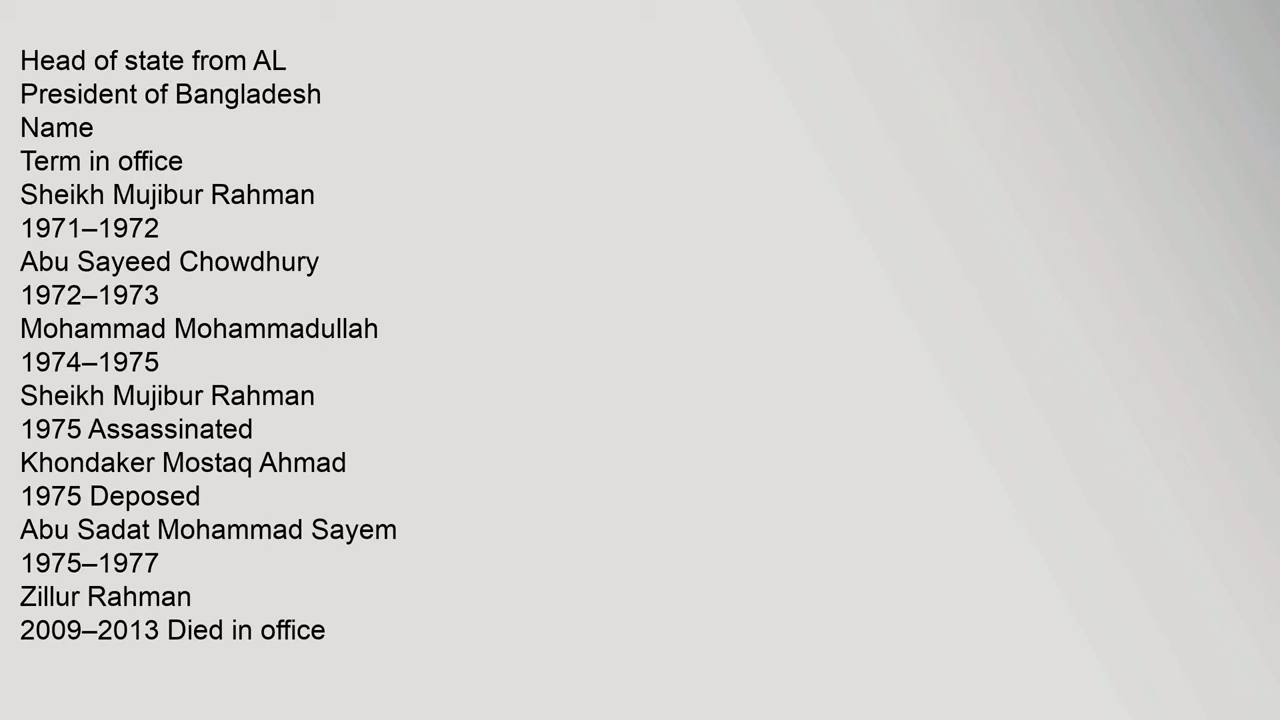 Head of state from AL
President of Bangladesh
Name
Term in office
Sheikh Mujibur Rahman
1971–1972
Abu Sayeed Chowdhury
1972–1973
Mohammad Mohammadullah
1974–1975
Sheikh Mujibur Rahman
1975 Assassinated
Khondaker Mostaq Ahmad
1975 Deposed
Abu Sadat Mohammad Sayem
1975–1977
Zillur Rahman
2009–2013 Died in office